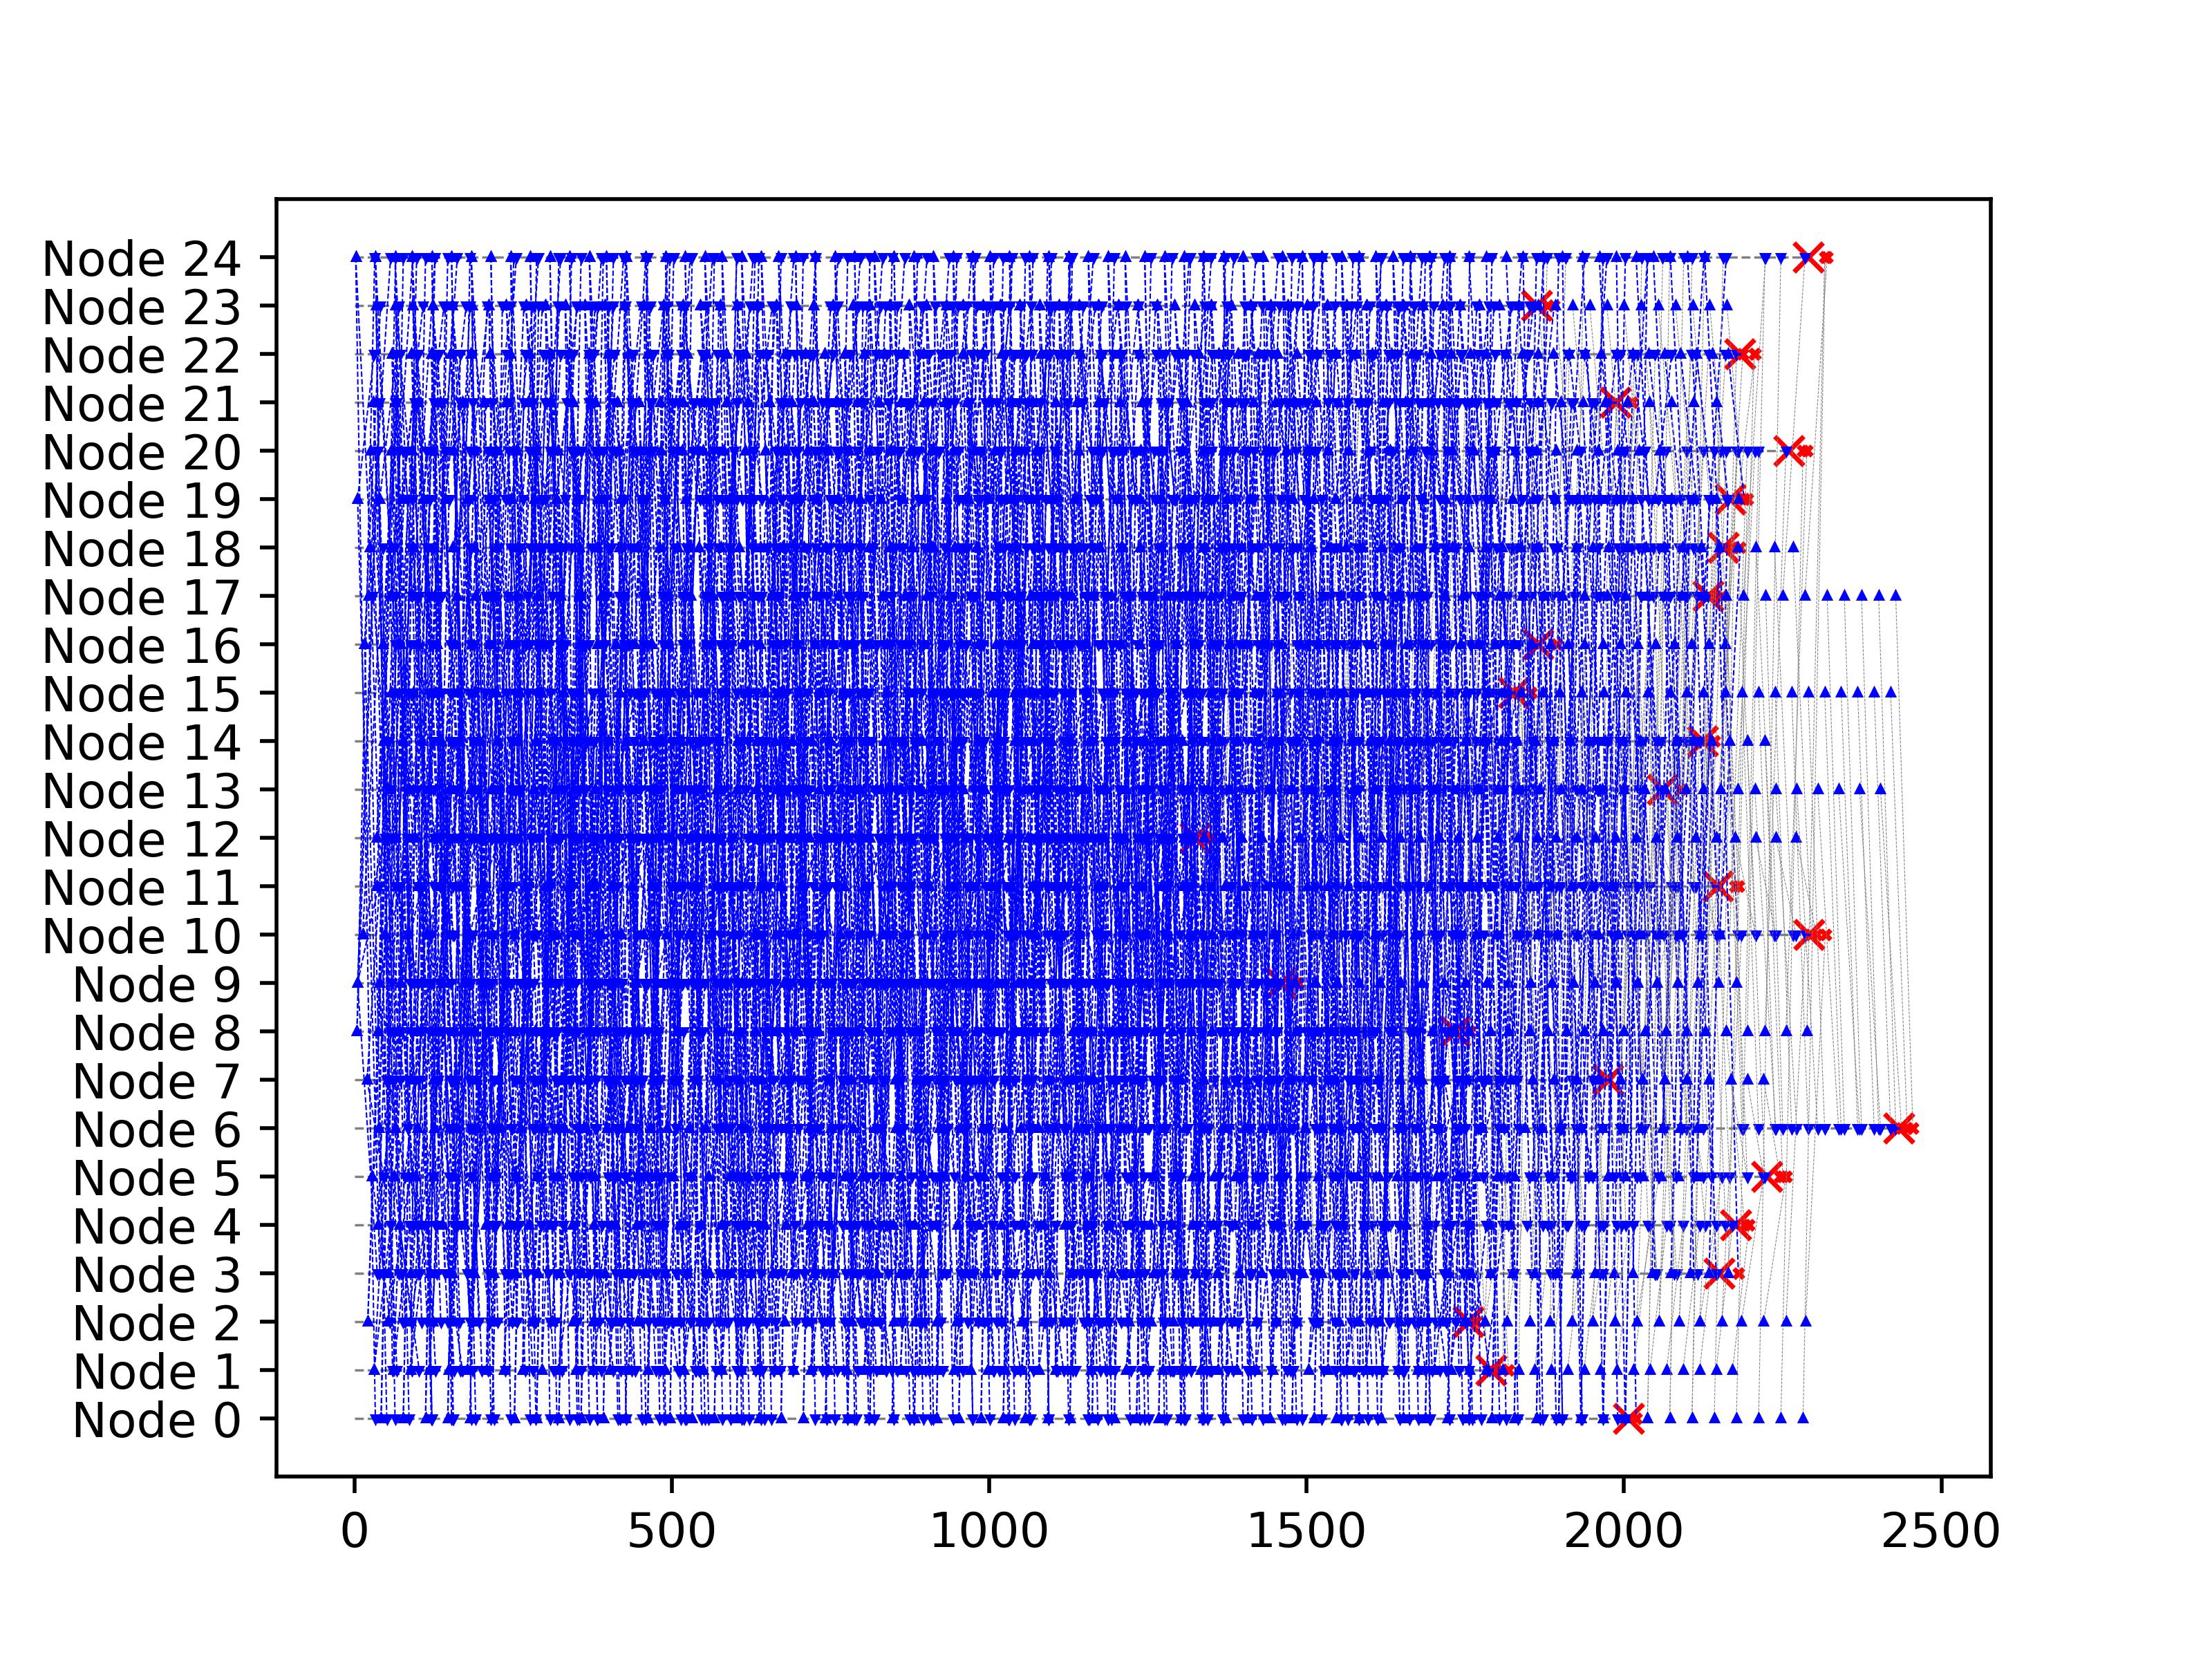 Node 24
Node 23
Node 22
Node 21
Node 20
Node 19
Node 18
Node 17
Node 16
Node 15
Node 14
Node 13
Node 12
Node 11
Node 10
Node 9
Node 8
Node 7
Node 6
Node 5
Node 4
Node 3
Node 2
Node 1
Node 0
0 500 1000 1500 2000 2500